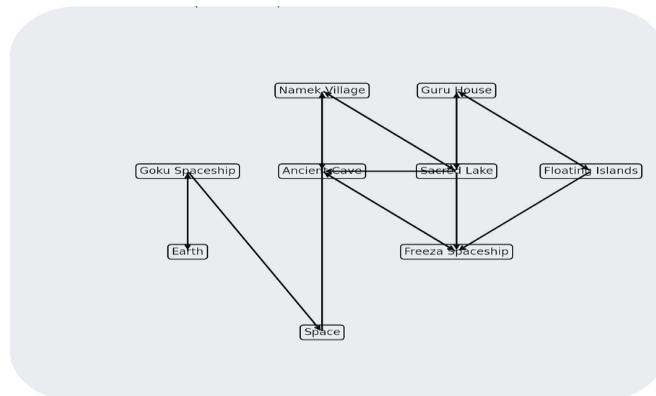 Namek Village
Guru House
Goku Spaceship
Ancient Cave
Sacred Lake
Floating Islands
Earth
Freeza Spaceship
Space